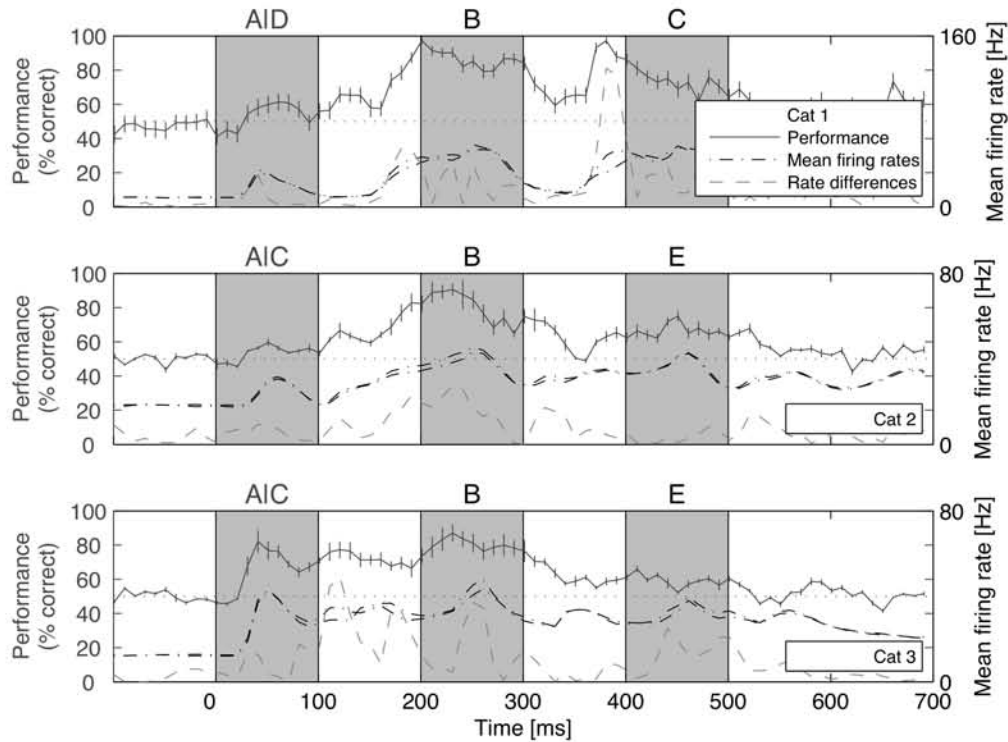 AID B C
100 160
80
60
40
20
0 0
Performance
(% correct)
Mean firing rate [Hz]
Cat 1
Performance
Mean firing rates
Rate differences
AIC B E
100 80
80
60
40
20
0 0
Performance
(% correct)
Mean firing rate [Hz]
Cat 2
AIC B E
100 80
80
60
40
20
0 0
Performance
(% correct)
Mean firing rate [Hz]
Cat 3
0 100 200 300 400 500 600 700
Time [ms]